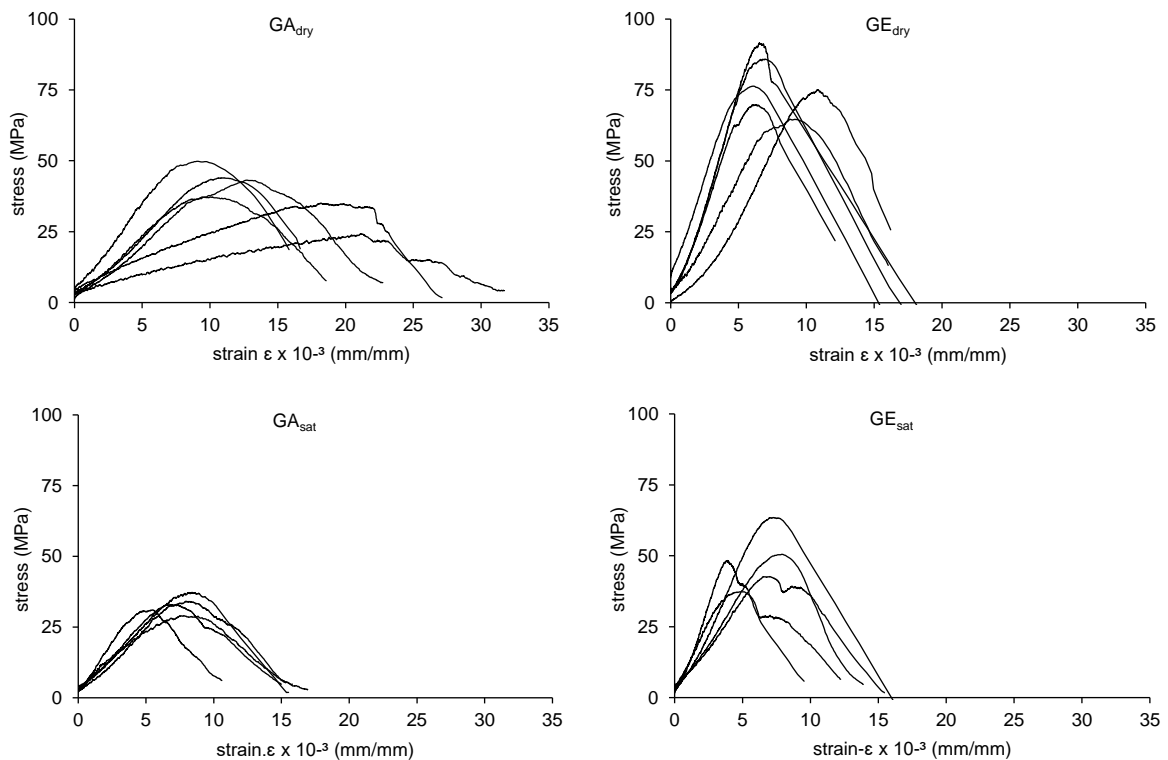 GAdry
stress (MPa)
100
75
50
25
0
0 5 10 15 20 25 30 35
strain ε x 10-³ (mm/mm)
GEdry
stress (MPa)
100
75
50
25
0
0 5 10 15 20 25 30 35
strain ε x 10-³ (mm/mm)
GAsat
stress (MPa)
100
75
50
25
0
0 5 10 15 20 25 30 35
strain.ε x 10-³ (mm/mm)
GEsat
stress (MPa)
100
75
50
25
0
0 5 10 15 20 25 30 35
strain-ε x 10-³ (mm/mm)